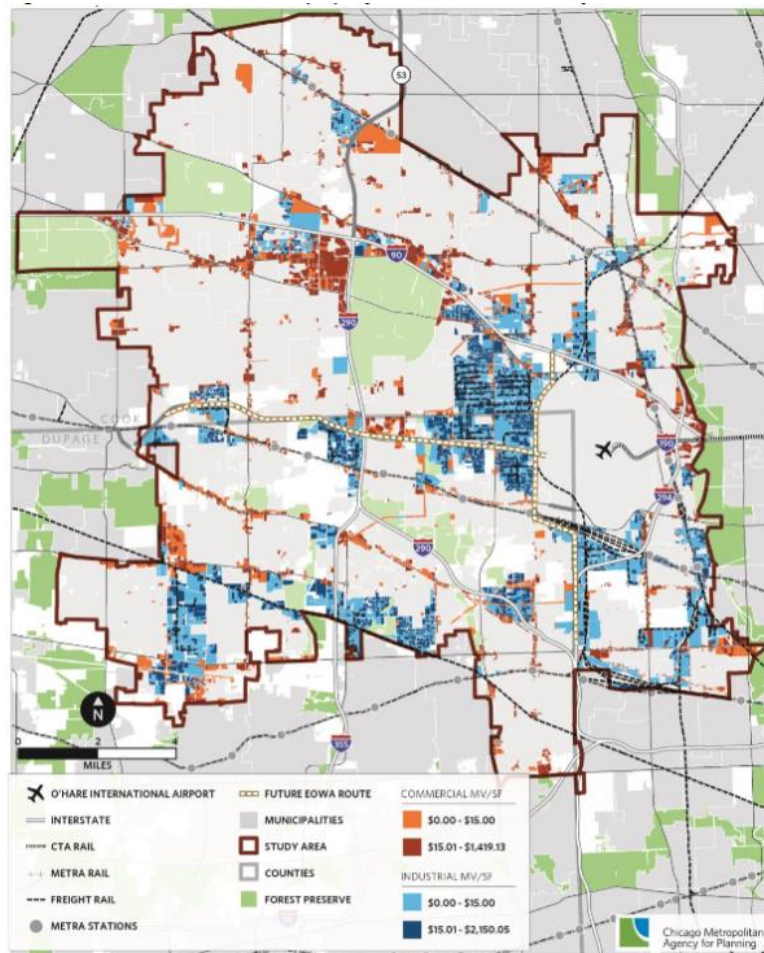 53
90
290
COOK
DUPAGE
190
290
355
N
0 2 4
MILES
O'HARE INTERNATIONAL AIRPORT
INTERSTATE
CTA RAIL
METRA RAIL
FREIGHT RAIL
METRA STATIONS
FUTURE EOWA ROUTE
MUNICIPALITIES
STUDY AREA
COUNTIES
FOREST PRESERVE
COMMERCIAL MV/SF
$0.00 - $15.00
$15.01 - $1,419.13
INDUSTRIAL MV/SF
$0.00 - $15.00
$15.01 - $2,150.05
Chicago Metropolitan
Agency for Planning